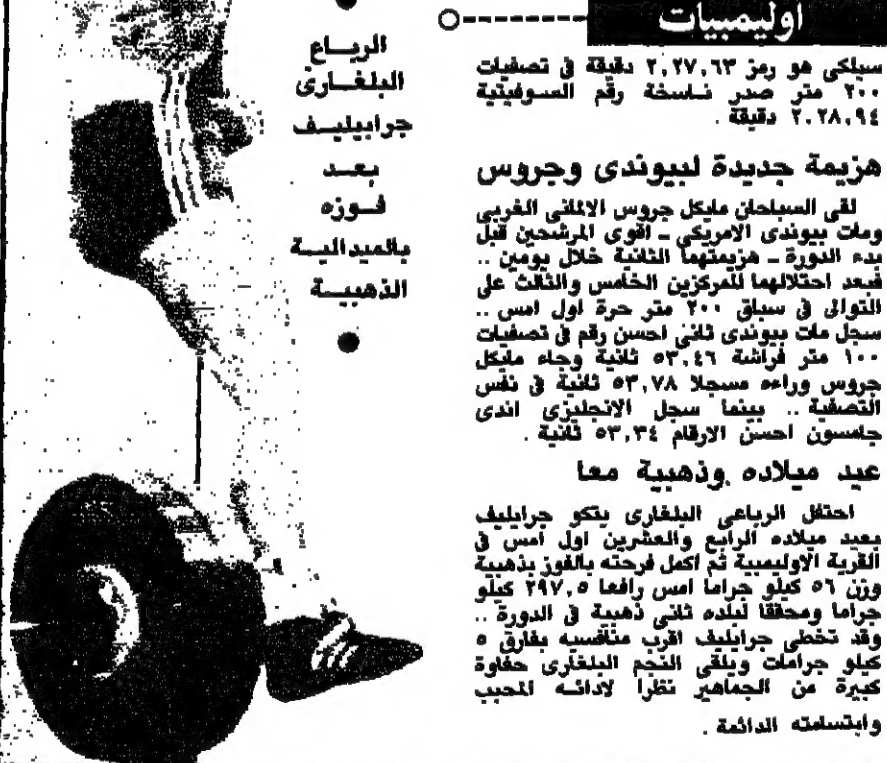 اوليمبيات
سيلكى هو رمز ٢,٢٧,٦٣ دقيقة فى تصفيات
٢٠٠ متر صدر ناسخة رقم السوفيتية
٢,٢٨,٩٤ دقيقة .
هزيمة جديدة لبيوندى وجروس
لقى السباحان مايكل جروس الالمانى الغربى
ومات بيوندى الامريكى ــ اقوى المرشحين قبل
بدء الدورة ــ هزيمتهما الثانية خلال يومين ..
فبعد احتلالهما للمركزين الخامس والثالث على
التوالى فى سباق ٢٠٠ متر حرة اول امس ..
سجل مات بيوندى ثانى احسن رقم فى تصفيات
١٠٠ متر فراشة ٥٣,٤٦ ثانية وجاء مايكل
جروس وراءه مسجلا ٥٣,٧٨ ثانية فى نفس
التصفية .. بينما سجل الانجليزى اندى
جامسون احسن الارقام ٥٣,٣٤ ثانية .
عيد ميلاده وذهبية معا
احتفل الرباعى البلغارى يتكو جرابليف
بعيد ميلاده الرابع والعشرين اول امس فى
القرية الاوليمبية ثم اكمل فرحته بالفوز بذهبية
وزن ٥٦ كيلو جراما امس رافعا ٢٩٧,٥ كيلو
جراما ومحققا لبلده ثانى ذهبية فى الدورة ..
وقد تخطى جرابليف اقرب منافسيه بفارق ٥
كيلو جرامات ويلقى النجم البلغارى حفاوة
كبيرة من الجماهير نظرا لادائه المحبب
وابتسامته الدائمة .
الرباع
البلغارى
جرابيليف
بعد
فوزه
بالميدالية
الذهبية